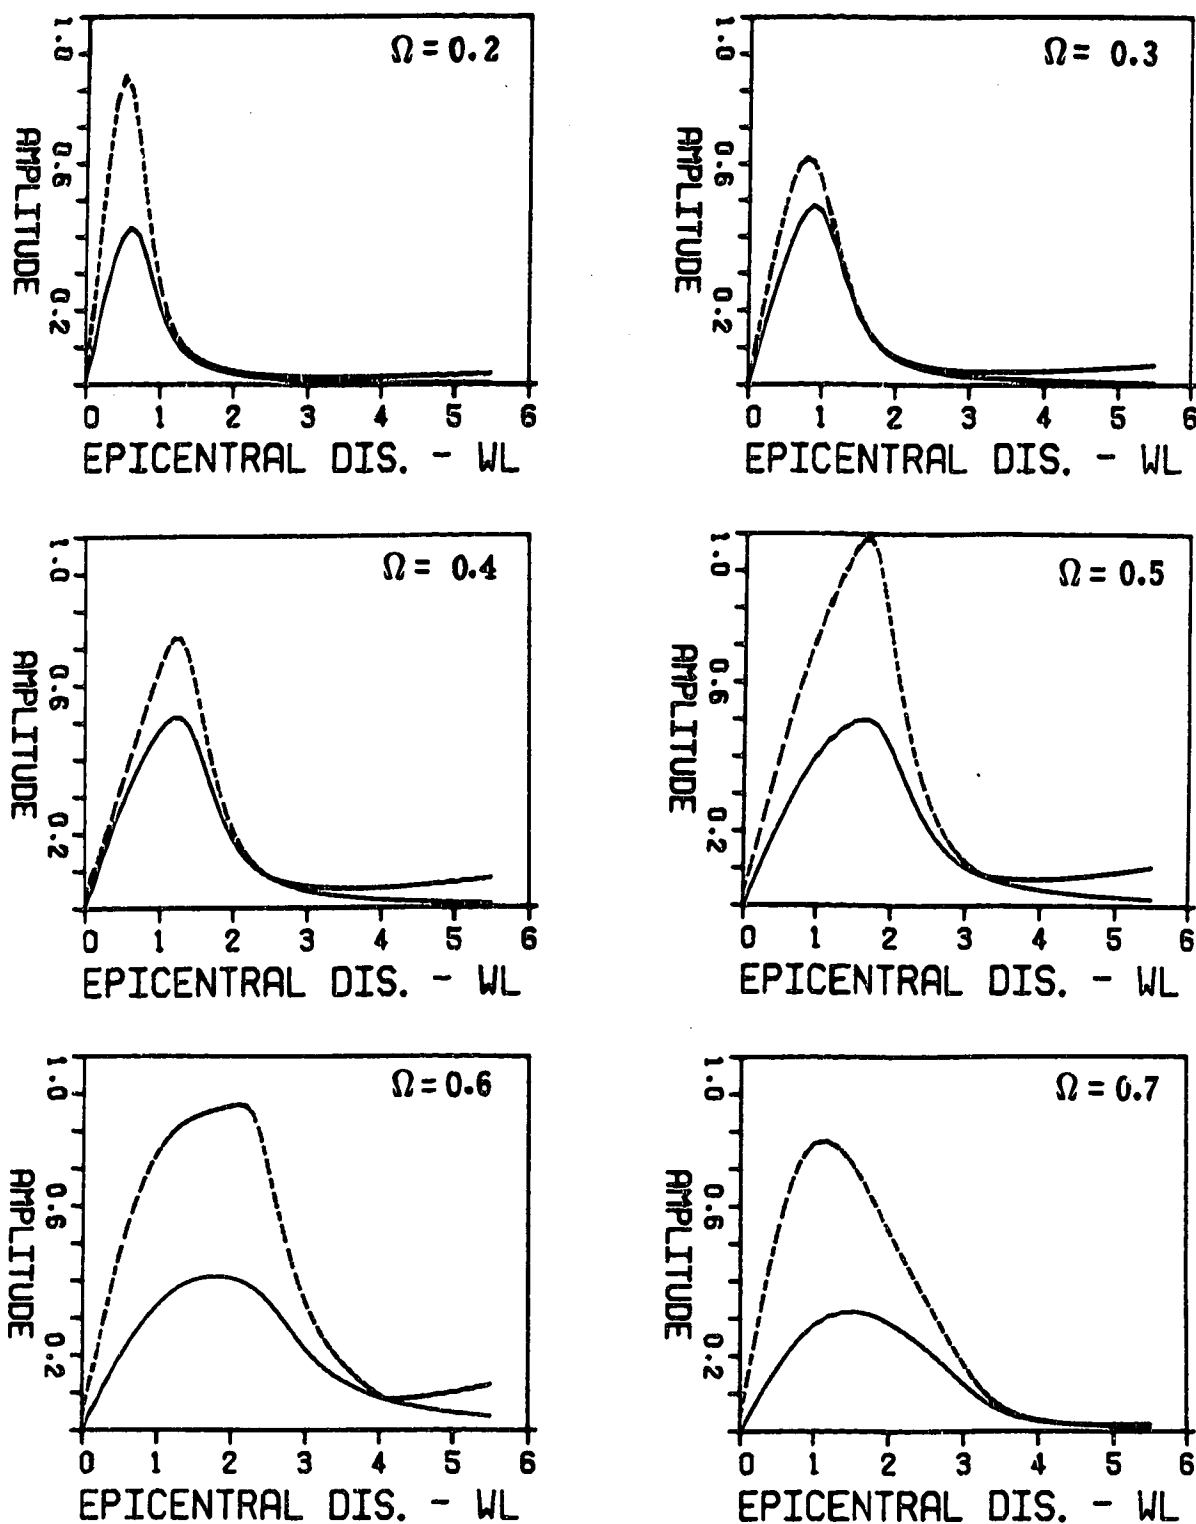 Ω = 0.2
1.0
0.6
0.2
AMPLITUDE
0 1 2 3 4 5 6
EPICENTRAL DIS. - WL
Ω = 0.3
1.0
0.6
0.2
AMPLITUDE
0 1 2 3 4 5 6
EPICENTRAL DIS. - WL
Ω = 0.4
1.0
0.6
0.2
AMPLITUDE
0 1 2 3 4 5 6
EPICENTRAL DIS. - WL
Ω = 0.5
1.0
0.6
0.2
AMPLITUDE
0 1 2 3 4 5 6
EPICENTRAL DIS. - WL
Ω = 0.6
1.0
0.6
0.2
AMPLITUDE
0 1 2 3 4 5 6
EPICENTRAL DIS. - WL
Ω = 0.7
1.0
0.6
0.2
AMPLITUDE
0 1 2 3 4 5 6
EPICENTRAL DIS. - WL